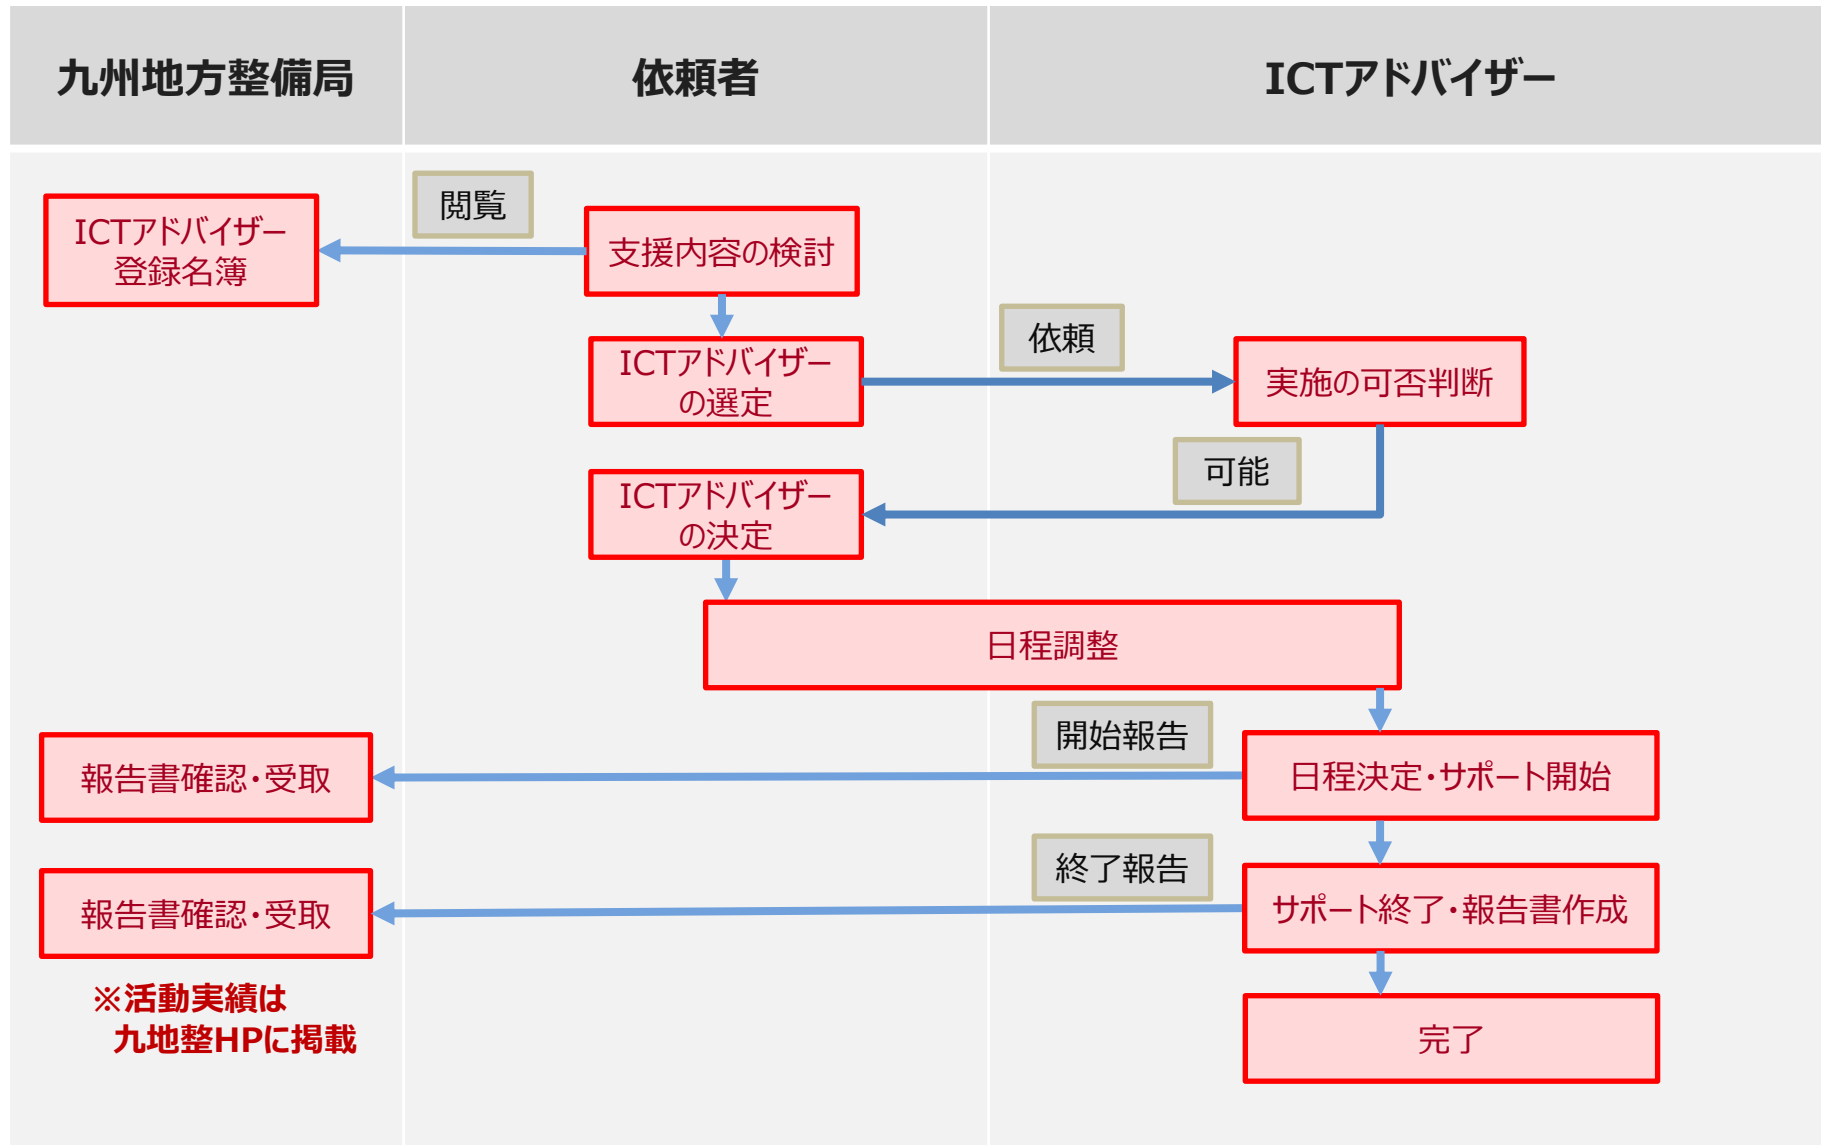 九州地方整備局
依頼者
ICTアドバイザー
閲覧
ICTアドバイザー
登録名簿
支援内容の検討
依頼
ICTアドバイザー
の選定
実施の可否判断
可能
ICTアドバイザー
の決定
日程調整
開始報告
報告書確認・受取
日程決定・サポート開始
終了報告
報告書確認・受取
サポート終了・報告書作成
※活動実績は
九地整HPに掲載
完了